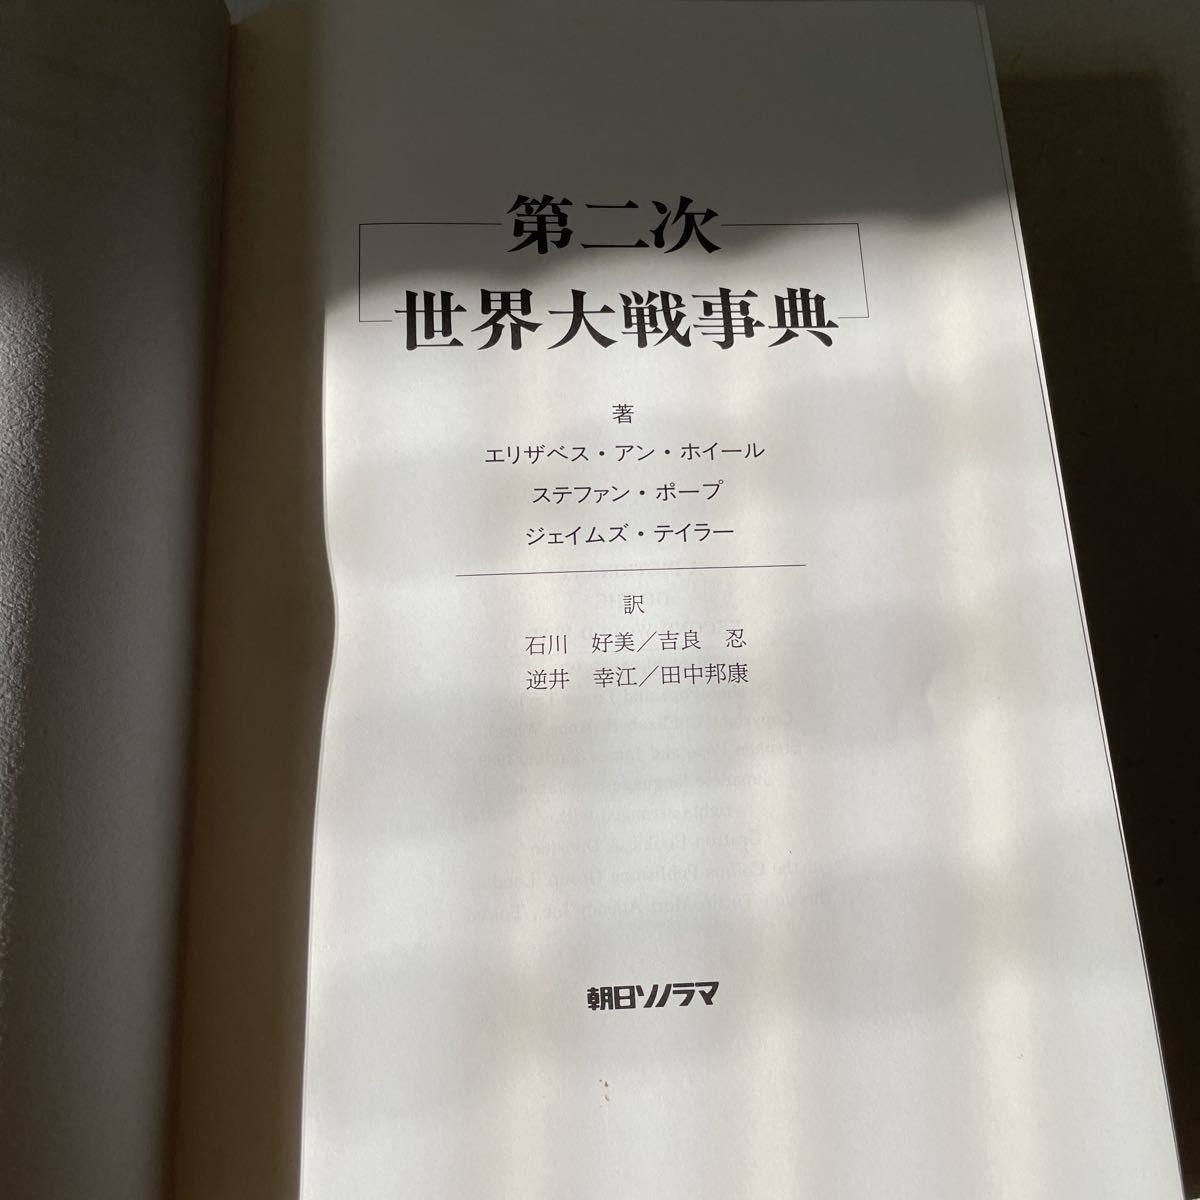 第二次
世界大戦事典
著
エリザベス・アン・ホイール
ステファン・ポープ
ジェイムズ・テイラー
訳
石川　好美／吉良　忍
逆井　幸江／田中邦康
朝日ソノラマ